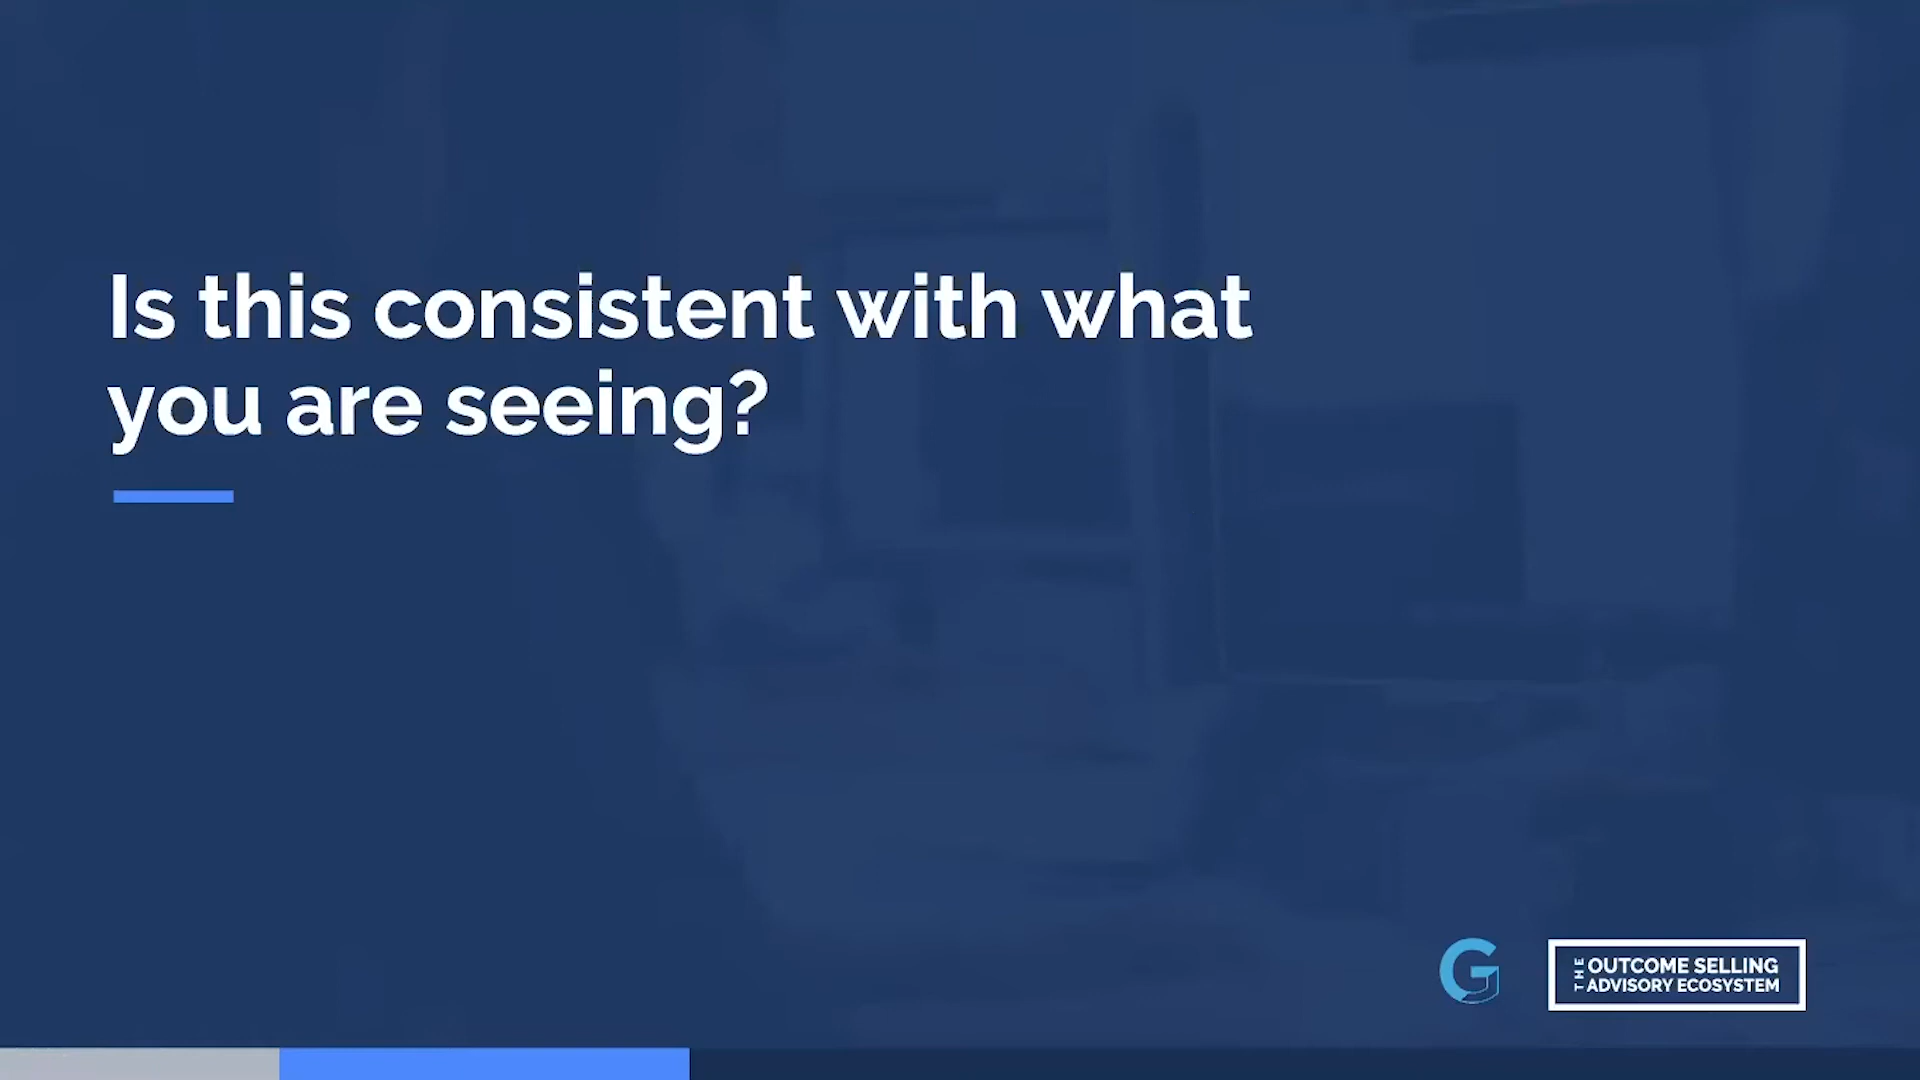 Is this consistent with what
you are seeing?
G
THE
OUTCOME SELLING
ADVISORY ECOSYSTEM